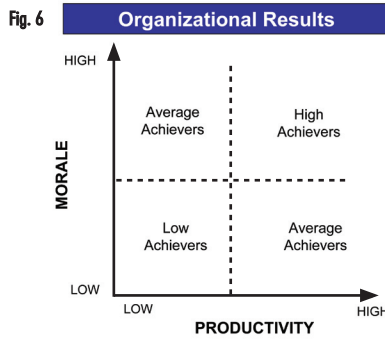 Fig. 6
Organizational Results
HIGH
Average
Achievers
High
Achievers
MORALE
Low
Achievers
Average
Achievers
LOW
LOW
HIGH
PRODUCTIVITY